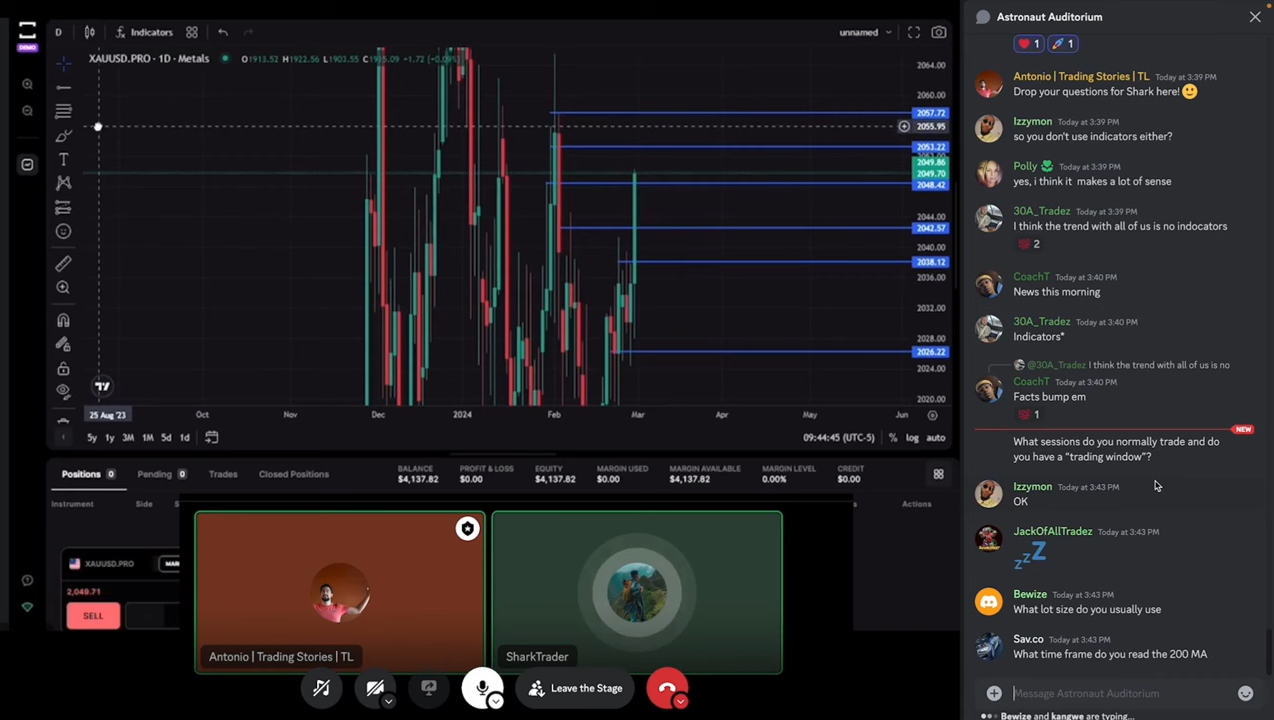 D
Indicators
unnamed
DEMO
XAUUSD.PRO · 1D · Metals
O1913.52 H1922.56 L1903.55
2064.00
2060.00
2057.72
2055.95
2053.22
2049.86
2049.70
2048.42
2044.00
2042.57
2040.00
2038.12
2036.00
2032.00
2028.00
2026.22
2024.00
2020.00
25 Aug '23
Oct
Nov
Dec
2024
Feb
Mar
Apr
May
Jun
5y 1y 3M 1M 5d 1d
09:44:45 (UTC-5)
% log auto
Positions 0
Pending 0
Trades
Closed Positions
BALANCE
$4,137.82
PROFIT & LOSS
$0.00
EQUITY
$4,137.82
MARGIN USED
$0.00
MARGIN AVAILABLE
$4,137.82
MARGIN LEVEL
0.00%
CREDIT
$0.00
Instrument
Side
Actions
XAUUSD.PRO
2,049.71
SELL
Antonio | Trading Stories | TL
SharkTrader
Leave the Stage
Astronaut Auditorium
1 1
Antonio | Trading Stories | TL Today at 3:39 PM
Drop your questions for Shark here!
Izzymon Today at 3:39 PM
so you don't use indicators either?
Polly Today at 3:39 PM
yes, i think it makes a lot of sense
30A_Tradez Today at 3:39 PM
I think the trend with all of us is no indocators
2
CoachT Today at 3:40 PM
News this morning
30A_Tradez Today at 3:40 PM
Indicators*
@30A_Tradez I think the trend with all of us is no
CoachT Today at 3:40 PM
Facts bump em
1
NEW
What sessions do you normally trade and do
you have a "trading window"?
Izzymon Today at 3:43 PM
OK
JackOfAllTradez Today at 3:43 PM
zzZ
Bewize Today at 3:43 PM
What lot size do you usually use
Sav.co Today at 3:43 PM
What time frame do you read the 200 MA
Message Astronaut Auditorium
Bewize and kangwe are typing...